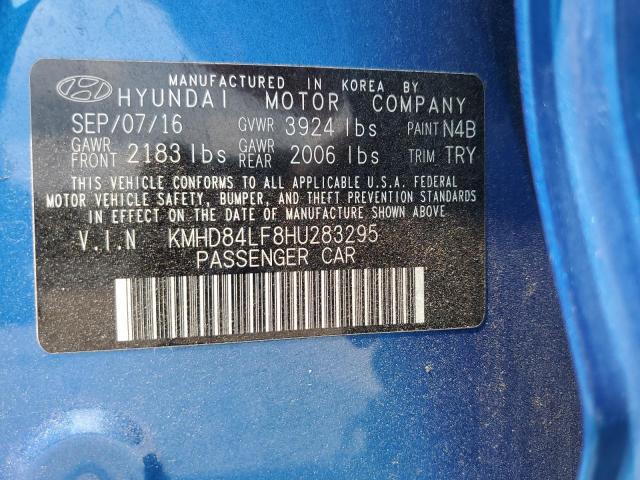 MANUFACTURED IN KOREA BY
HYUNDAI MOTOR COMPANY
SEP/07/16 GVWR 3924 lbs PAINT N4B
GAWR FRONT 2183 lbs GAWR REAR 2006 lbs TRIM TRY
THIS VEHICLE CONFORMS TO ALL APPLICABLE U.S.A. FEDERAL
MOTOR VEHICLE SAFETY, BUMPER, AND THEFT PREVENTION STANDARDS
IN EFFECT ON THE DATE OF MANUFACTURE SHOWN ABOVE.
V.I.N KMHD84LF8HU283295
PASSENGER CAR